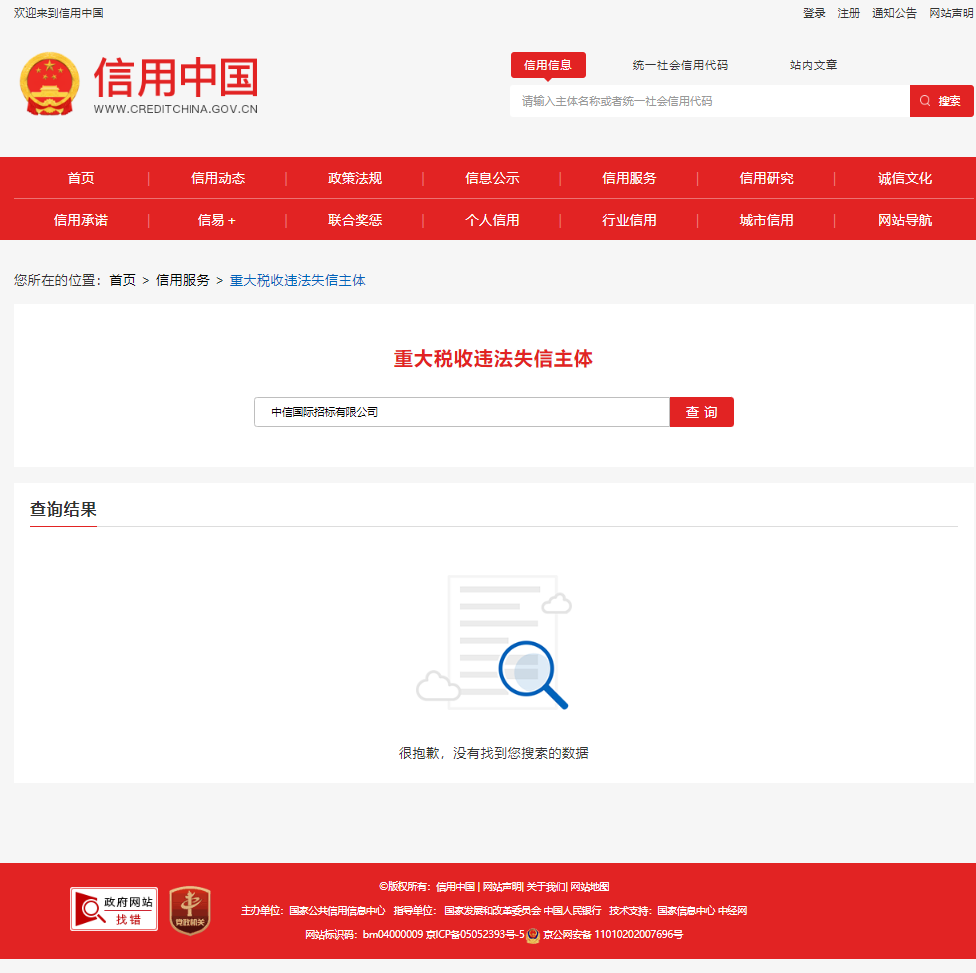 欢迎来到信用中国 登录 注册 通知公告 网站声明
信用中国
WWW.CREDITCHINA.GOV.CN
信用信息 统一社会信用代码 站内文章
请输入主体名称或者统一社会信用代码 搜索
首页 | 信用动态 | 政策法规 | 信息公示 | 信用服务 | 信用研究 | 诚信文化
信用承诺 | 信易+ | 联合奖惩 | 个人信用 | 行业信用 | 城市信用 | 网站导航
您所在的位置：首页 > 信用服务 > 重大税收违法失信主体
重大税收违法失信主体
中信国际招标有限公司 查询
查询结果
很抱歉，没有找到您搜索的数据
政府网站
找错
党政机关
©版权所有：信用中国 | 网站声明| 关于我们| 网站地图
主办单位：国家公共信用信息中心 指导单位：国家发展和改革委员会 中国人民银行 技术支持：国家信息中心 中经网
网站标识码：bm04000009 京ICP备05052393号-5 京公网安备 11010202007696号